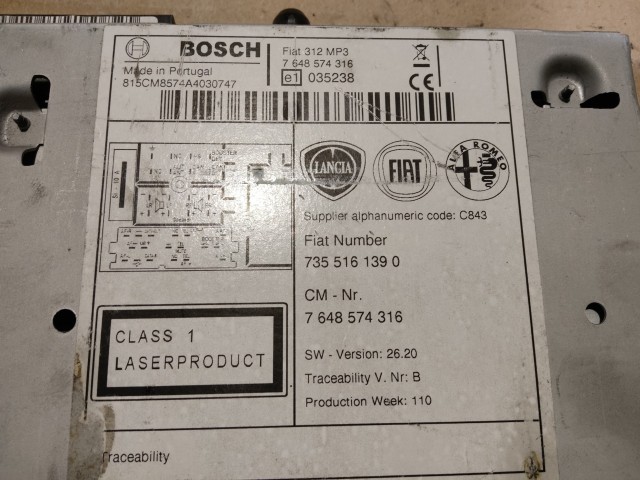 BOSCH
Fiat 312 MP3
7 648 574 316
Made in Portugal
815CM8574A4030747
e1 035238
CE
LANCIA
FIAT
ALFA ROMEO
Supplier alphanumeric code: C843
Fiat Number
735 516 139 0
CM - Nr.
7 648 574 316
CLASS 1
LASERPRODUCT
SW - Version: 26.20
Traceability V. Nr: B
Production Week: 110
Traceability